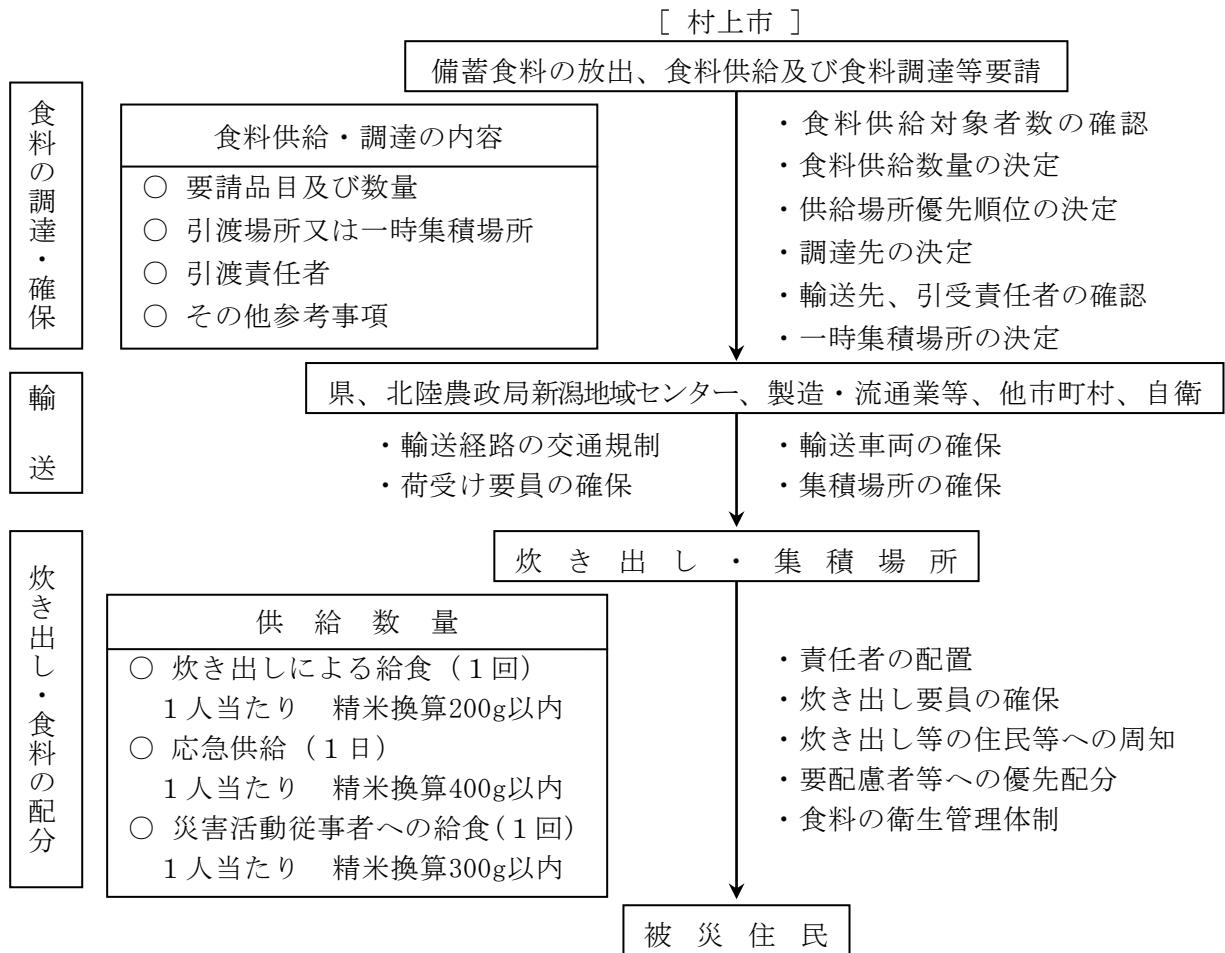 ［ 村上市 ］
備蓄食料の放出、食料供給及び食料調達等要請
食料の調達・確保
食料供給・調達の内容
○ 要請品目及び数量
○ 引渡場所又は一時集積場所
○ 引渡責任者
○ その他参考事項
・食料供給対象者数の確認
・食料供給数量の決定
・供給場所優先順位の決定
・調達先の決定
・輸送先、引受責任者の確認
・一時集積場所の決定
輸送
県、北陸農政局新潟地域センター、製造・流通業等、他市町村、自衛
・輸送経路の交通規制
・荷受け要員の確保
・輸送車両の確保
・集積場所の確保
炊き出し・食料の配分
炊き出し・集積場所
供給数量
○ 炊き出しによる給食（１回）
１人当たり　精米換算200g以内
○ 応急供給（１日）
１人当たり　精米換算400g以内
○ 災害活動従事者への給食（１回）
１人当たり　精米換算300g以内
・責任者の配置
・炊き出し要員の確保
・炊き出し等の住民等への周知
・要配慮者等への優先配分
・食料の衛生管理体制
被災住民